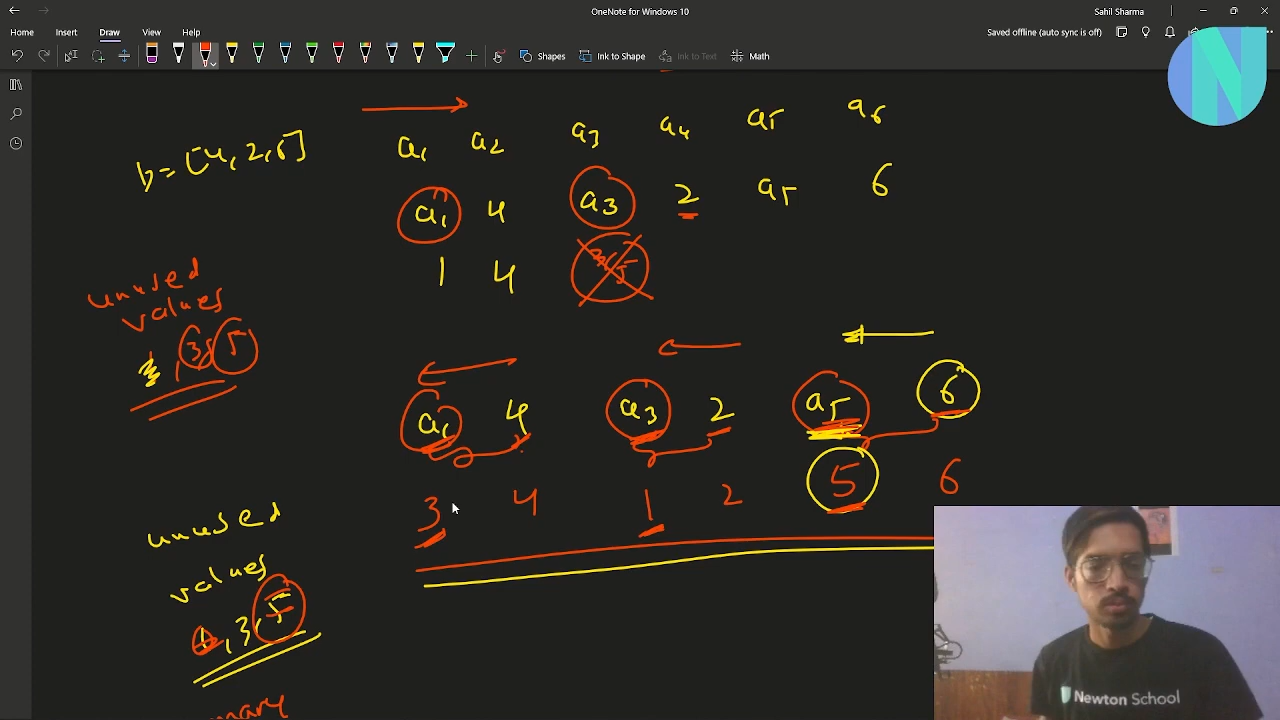 OneNote for Windows 10
Sahil Sharma
Home Insert Draw View Help
Saved offline (auto sync is off)
Shapes Ink to Shape Ink to Text Math
N
b = [4, 2, 6]
a1 a2 a3 a4 a5 a6
a1 4 a3 2 a5 6
1 4
unused
values
1, 3, 5
a1 4 a3 2 a5 6
3 4 1 2 5 6
unused
values
1, 3, 5
Newton School